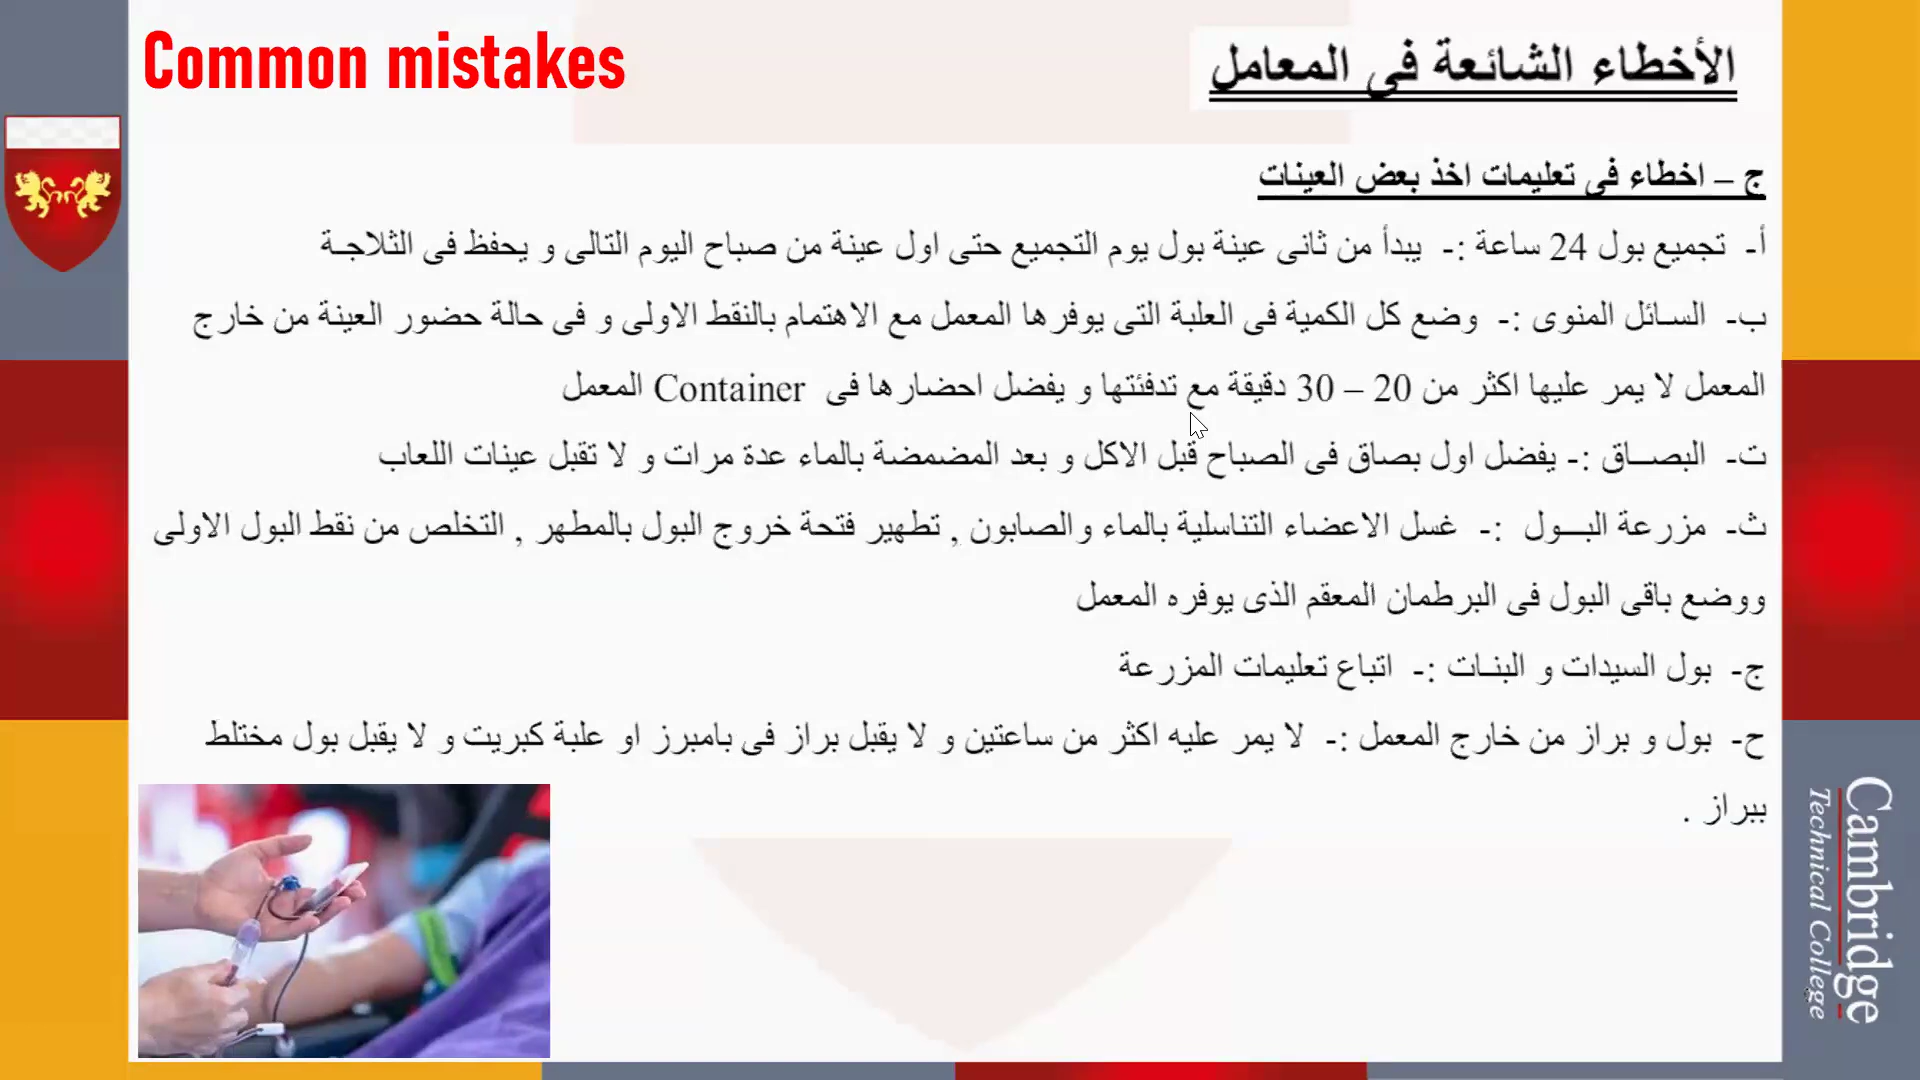 Common mistakes
الأخطاء الشائعة فى المعامل
ج – اخطاء فى تعليمات اخذ بعض العينات
أ- تجميع بول 24 ساعة :- يبدأ من ثانى عينة بول يوم التجميع حتى اول عينة من صباح اليوم التالى و يحفظ فى الثلاجة
ب- السائل المنوى :- وضع كل الكمية فى العلبة التى يوفرها المعمل مع الاهتمام بالنقط الاولى و فى حالة حضور العينة من خارج
المعمل لا يمر عليها اكثر من 20 – 30 دقيقة مع تدفئتها و يفضل احضارها فى Container المعمل
ت- البصاق :- يفضل اول بصاق فى الصباح قبل الاكل و بعد المضمضة بالماء عدة مرات و لا تقبل عينات اللعاب
ث- مزرعة البول :- غسل الاعضاء التناسلية بالماء والصابون , تطهير فتحة خروج البول بالمطهر , التخلص من نقط البول الاولى
ووضع باقى البول فى البرطمان المعقم الذى يوفره المعمل
ج- بول السيدات و البنات :- اتباع تعليمات المزرعة
ح- بول و براز من خارج المعمل :- لا يمر عليه اكثر من ساعتين و لا يقبل براز فى بامبرز او علبة كبريت و لا يقبل بول مختلط
ببراز .
Cambridge
Technical College